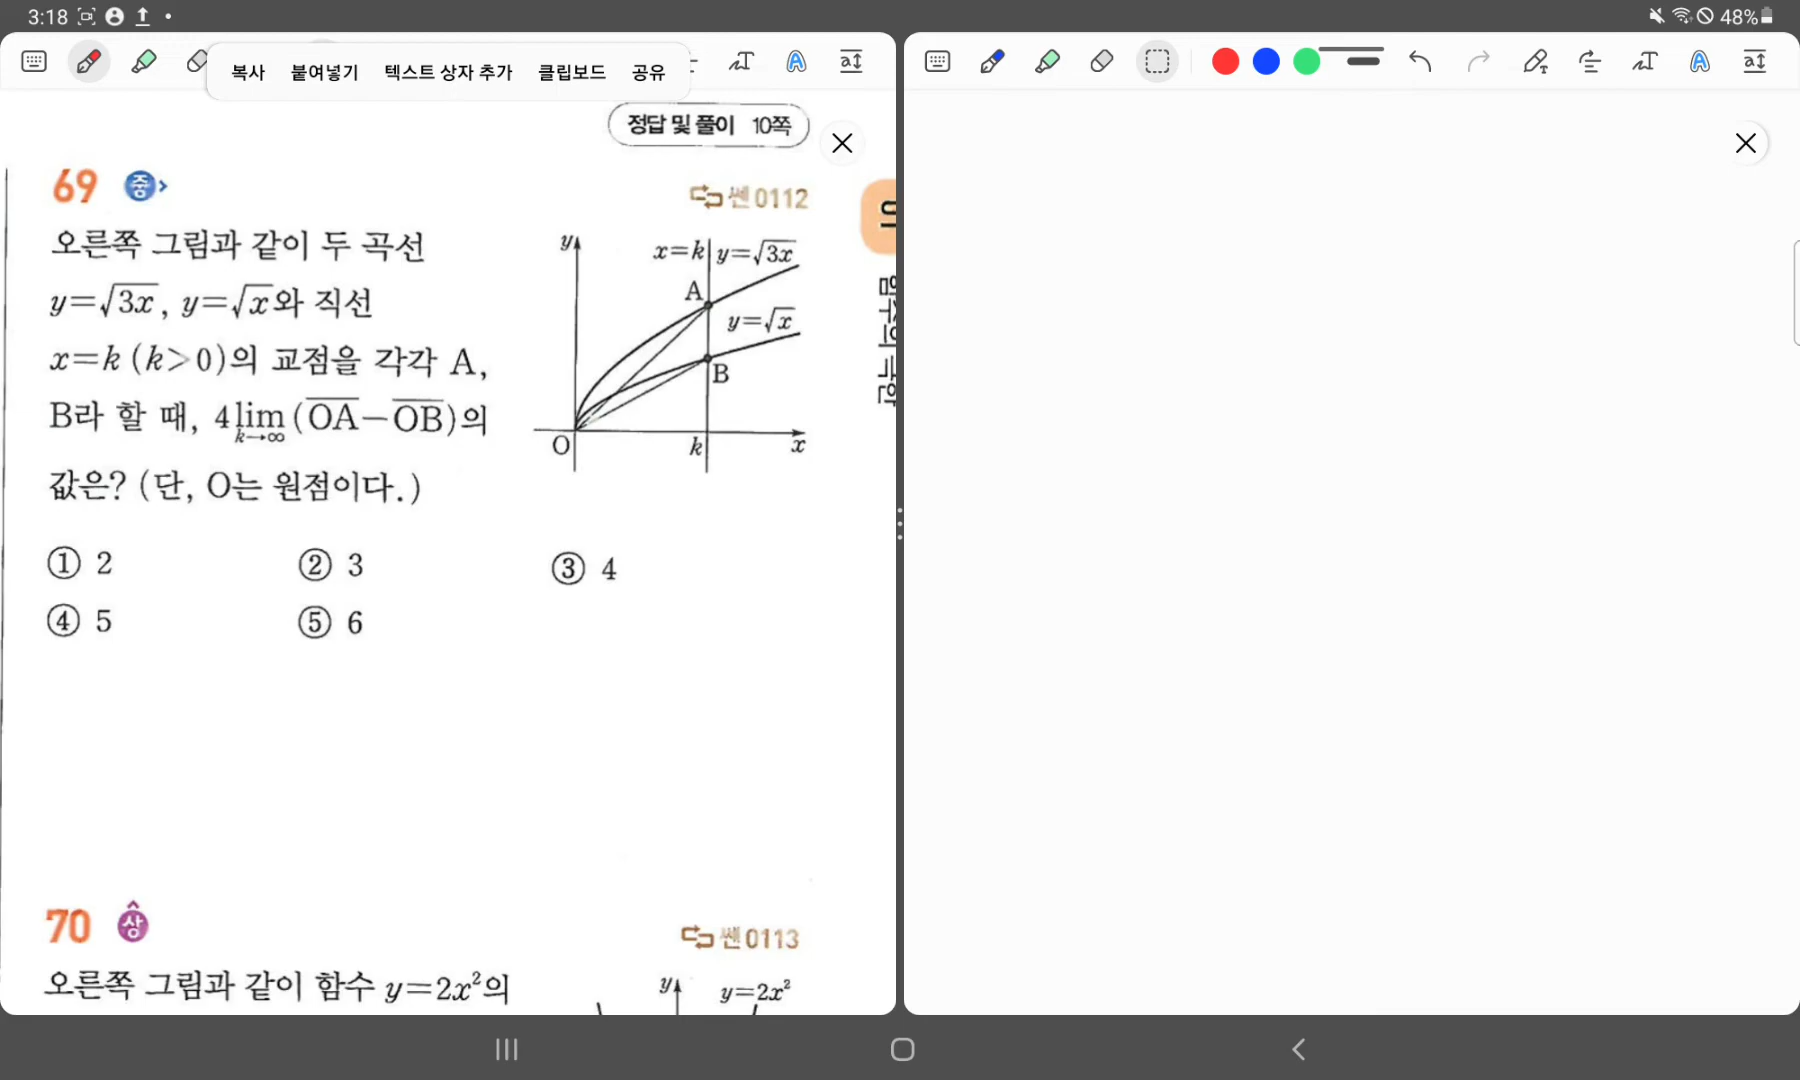 3:18
48%
복사 붙여넣기 텍스트 상자 추가 클립보드 공유
정답 및 풀이 10쪽
69 중
쎈 0112
오른쪽 그림과 같이 두 곡선
y=√3x, y=√x와 직선
x=k (k>0)의 교점을 각각 A,
B라 할 때, 4lim(OA-OB)의
k→∞
값은? (단, O는 원점이다.)
y
x=k
y=√3x
A
y=√x
B
O
k
x
① 2 ② 3 ③ 4
④ 5 ⑤ 6
70 상
쎈 0113
오른쪽 그림과 같이 함수 y=2x²의
y
y=2x²